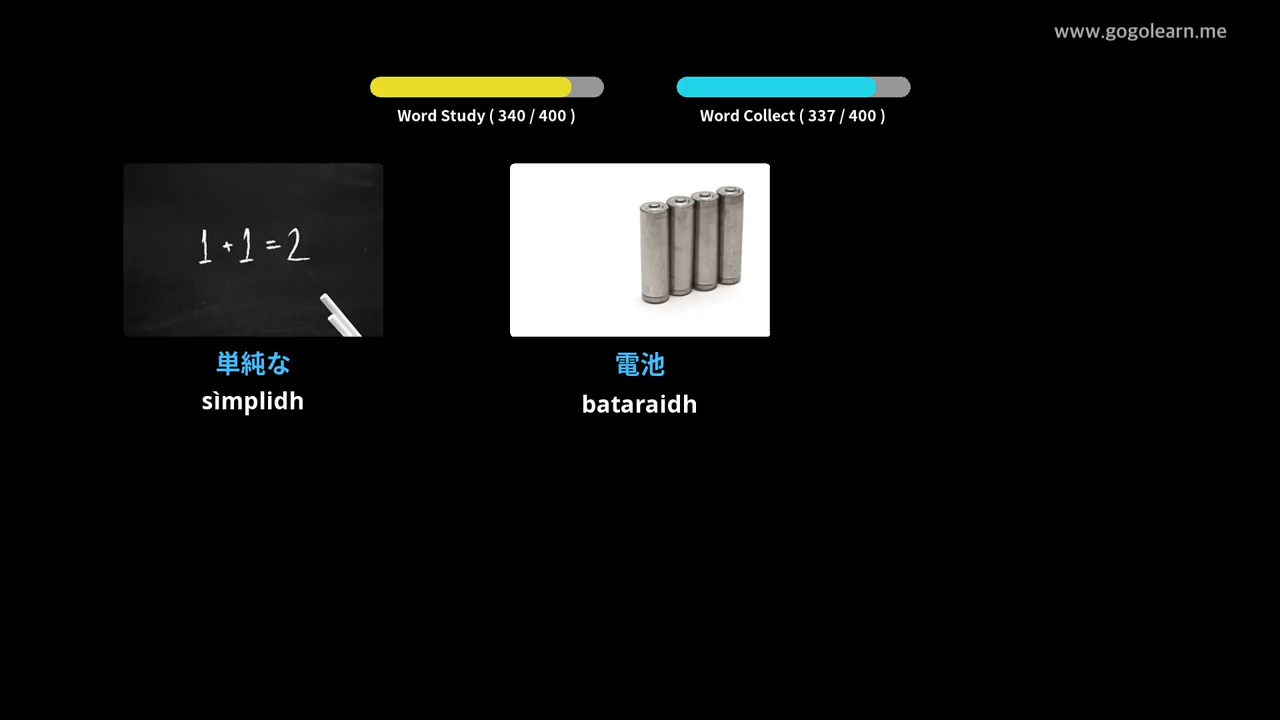 www.gogolearn.me
Word Study ( 340 / 400 )
Word Collect ( 337 / 400 )
1 + 1 = 2
単純な
sìmplidh
電池
bataraidh